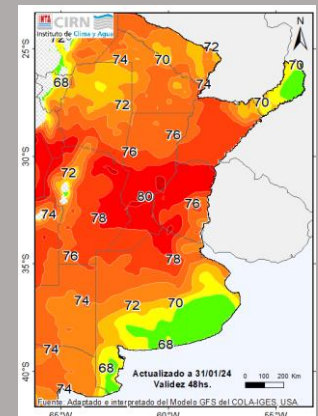 INTA CIRN
Instituto de Clima y Agua
N
72
72
74
70
70
68
74
70
72
76
76
72
80
76
74
78
76
78
74
72
70
68
74
68
74
25°S
30°S
35°S
40°S
65°W
60°W
Actualizado a 31/01/24
Validez 48hs.
0 100 200 Km
Fuente: Adaptado e interpretado del Modelo GFS del COLA-IGES, USA.